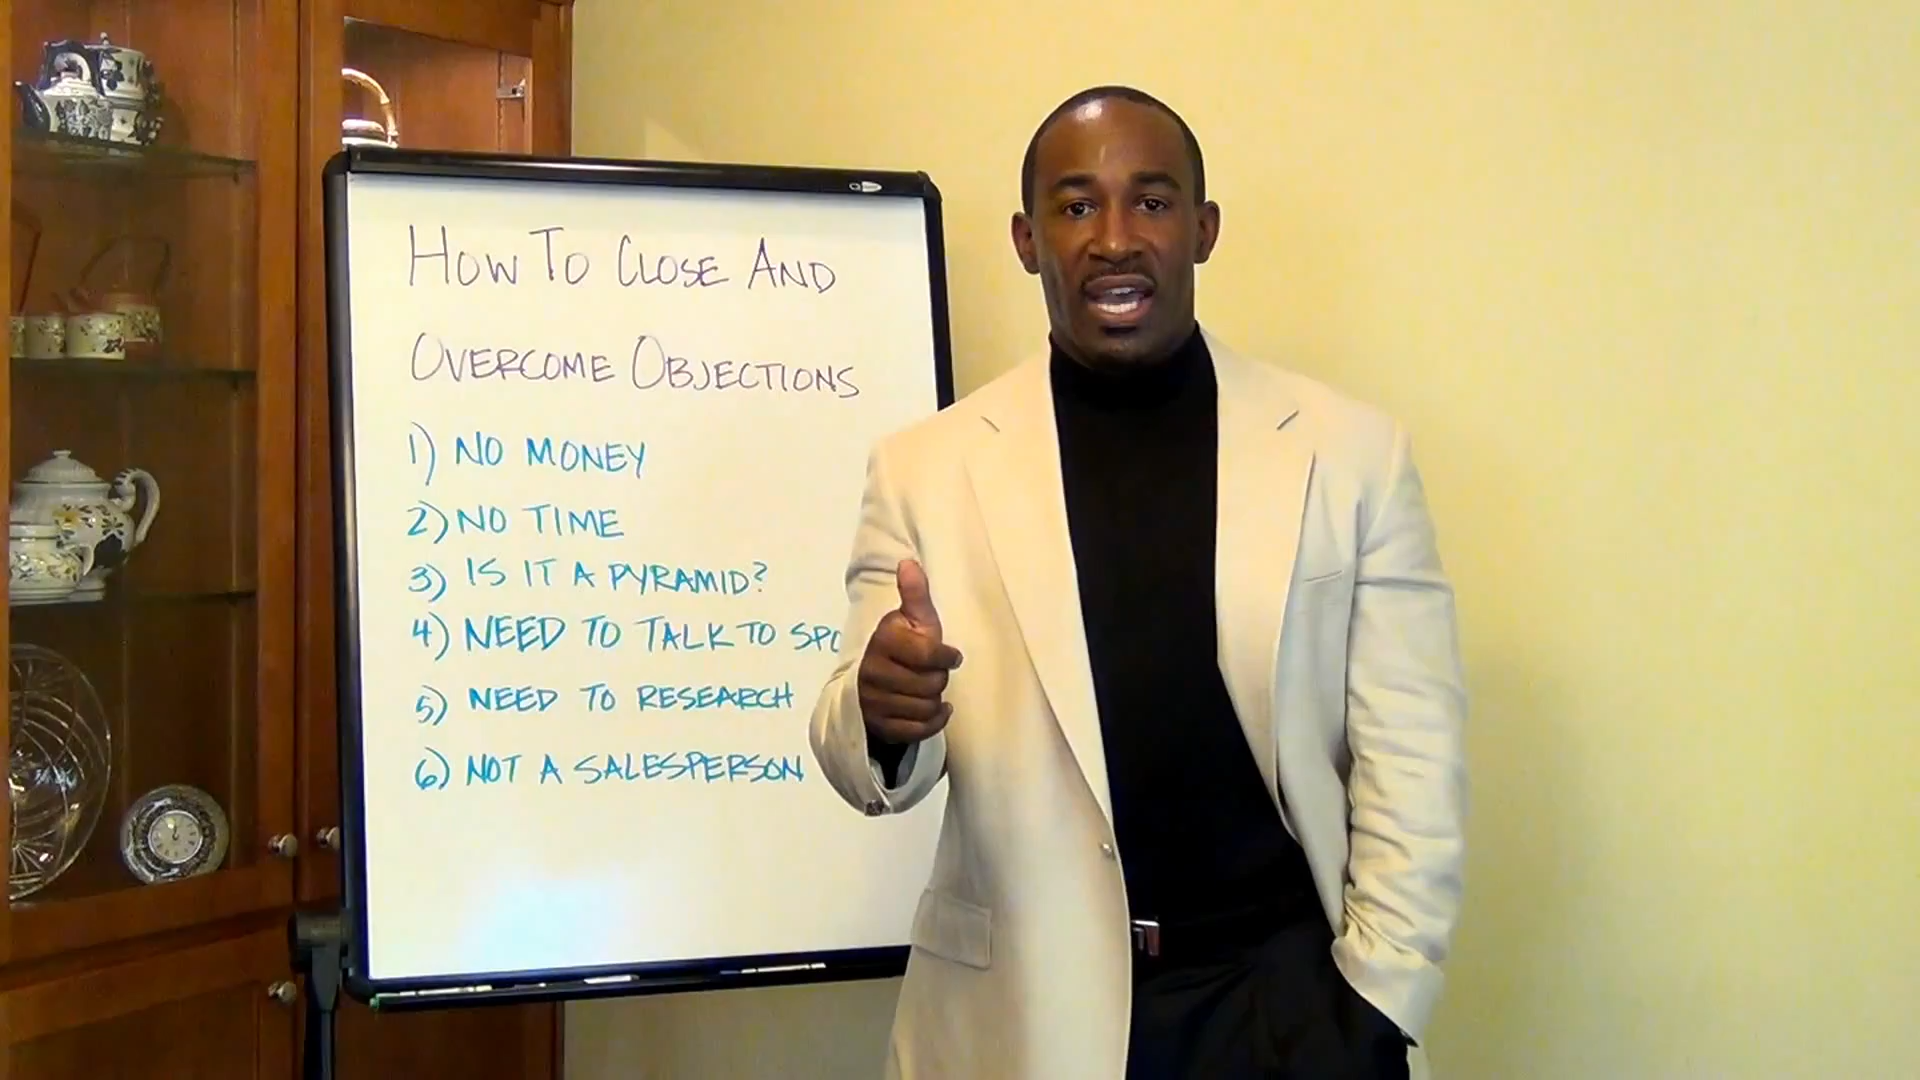 HOW TO CLOSE AND
OVERCOME OBJECTIONS
1) NO MONEY
2) NO TIME
3) IS IT A PYRAMID?
4) NEED TO TALK TO
5) NEED TO RESEARCH
6) NOT A SALESPERSON